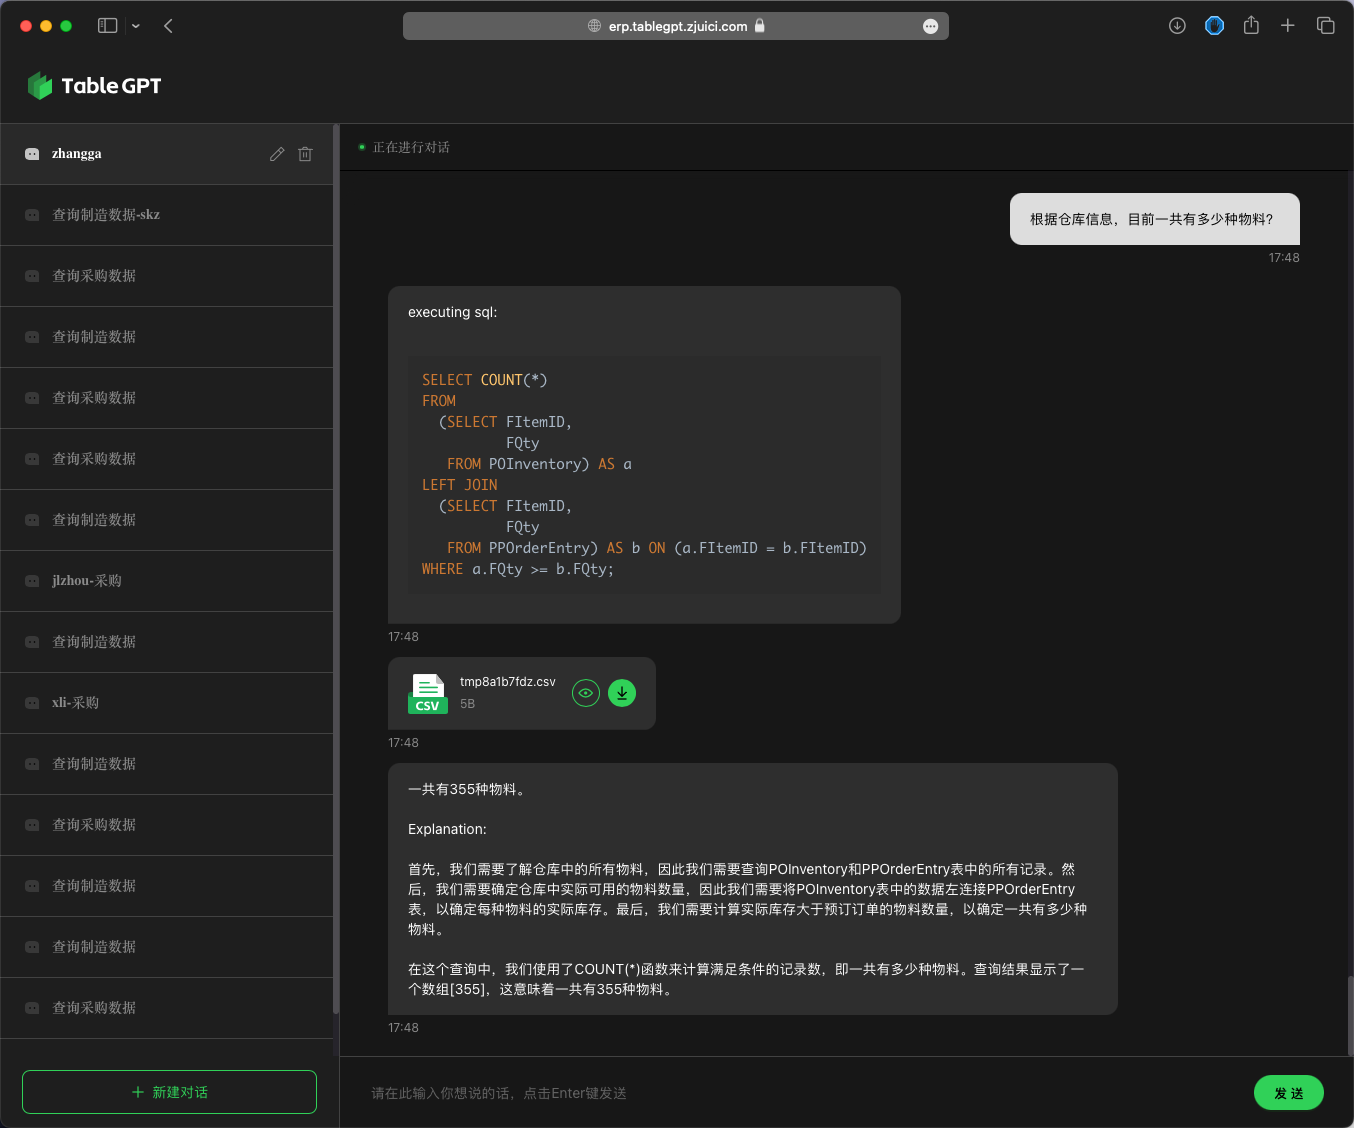 erp.tablegpt.zjuici.com
TableGPT
zhangga
查询制造数据-skz
查询采购数据
查询制造数据
查询采购数据
查询采购数据
查询制造数据
jlzhou-采购
查询制造数据
xli-采购
查询制造数据
查询采购数据
查询制造数据
查询制造数据
查询采购数据
+ 新建对话
正在进行对话
根据仓库信息，目前一共有多少种物料?
17:48
executing sql:
SELECT COUNT(*)
FROM
(SELECT FItemID,
FQty
FROM POInventory) AS a
LEFT JOIN
(SELECT FItemID,
FQty
FROM PPOrderEntry) AS b ON (a.FItemID = b.FItemID)
WHERE a.FQty >= b.FQty;
17:48
CSV
tmp8a1b7fdz.csv
5B
17:48
一共有355种物料。
Explanation:
首先，我们需要了解仓库中的所有物料，因此我们需要查询POInventory和PPOrderEntry表中的所有记录。然
后，我们需要确定仓库中实际可用的物料数量，因此我们需要将POInventory表中的数据左连接PPOrderEntry
表，以确定每种物料的实际库存。最后，我们需要计算实际库存大于预订订单的物料数量，以确定一共有多少种
物料。
在这个查询中，我们使用了COUNT(*)函数来计算满足条件的记录数，即一共有多少种物料。查询结果显示了一
个数组[355]，这意味着一共有355种物料。
17:48
请在此输入你想说的话，点击Enter键发送
发 送